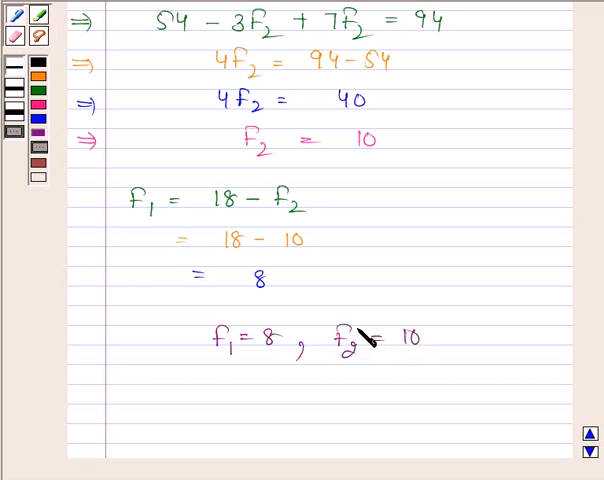 ⇒ 54 - 3F₂ + 7F₂ = 94
⇒ 4F₂ = 94-54
⇒ 4F₂ = 40
⇒ F₂ = 10
F₁ = 18 - F₂
= 18 - 10
= 8
F₁ = 8 , F₂ = 10